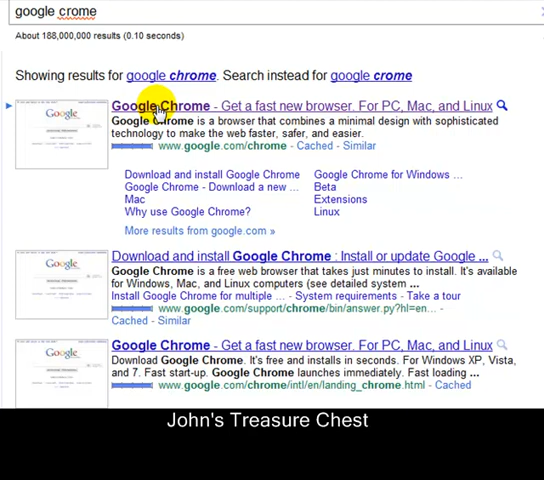 google crome
About 188,000,000 results (0.10 seconds)
Showing results for google chrome. Search instead for google crome
Google Chrome - Get a fast new browser. For PC, Mac, and Linux
Google Chrome is a browser that combines a minimal design with sophisticated
technology to make the web faster, safer, and easier.
www.google.com/chrome - Cached - Similar
Download and install Google Chrome Google Chrome for Windows ...
Google Chrome - Download a new ... Beta
Mac Extensions
Why use Google Chrome? Linux
More results from google.com »
Download and install Google Chrome : Install or update Google ...
Google Chrome is a free web browser that takes just minutes to install. It's available
for Windows, Mac, and Linux computers (see detailed system ...
Install Google Chrome for multiple ... - System requirements - Take a tour
www.google.com/support/chrome/bin/answer.py?hl=en... -
Cached - Similar
Google Chrome - Get a fast new browser. For PC, Mac, and Linux
Download Google Chrome. It's free and installs in seconds. For Windows XP, Vista,
and 7. Fast start-up. Google Chrome launches immediately. Fast loading ...
www.google.com/chrome/intl/en/landing_chrome.html - Cached
Google
Google
Google
John's Treasure Chest